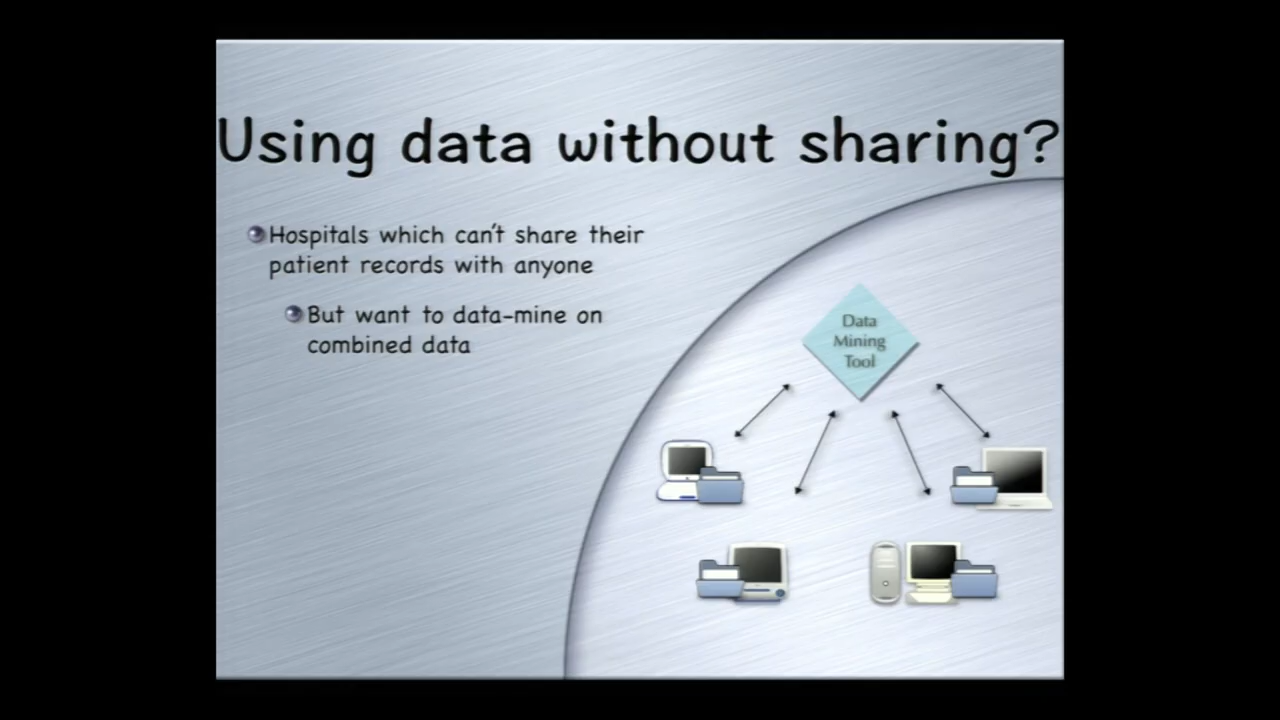 Using data without sharing?
Hospitals which can't share their
patient records with anyone
But want to data-mine on
combined data
Data
Mining
Tool